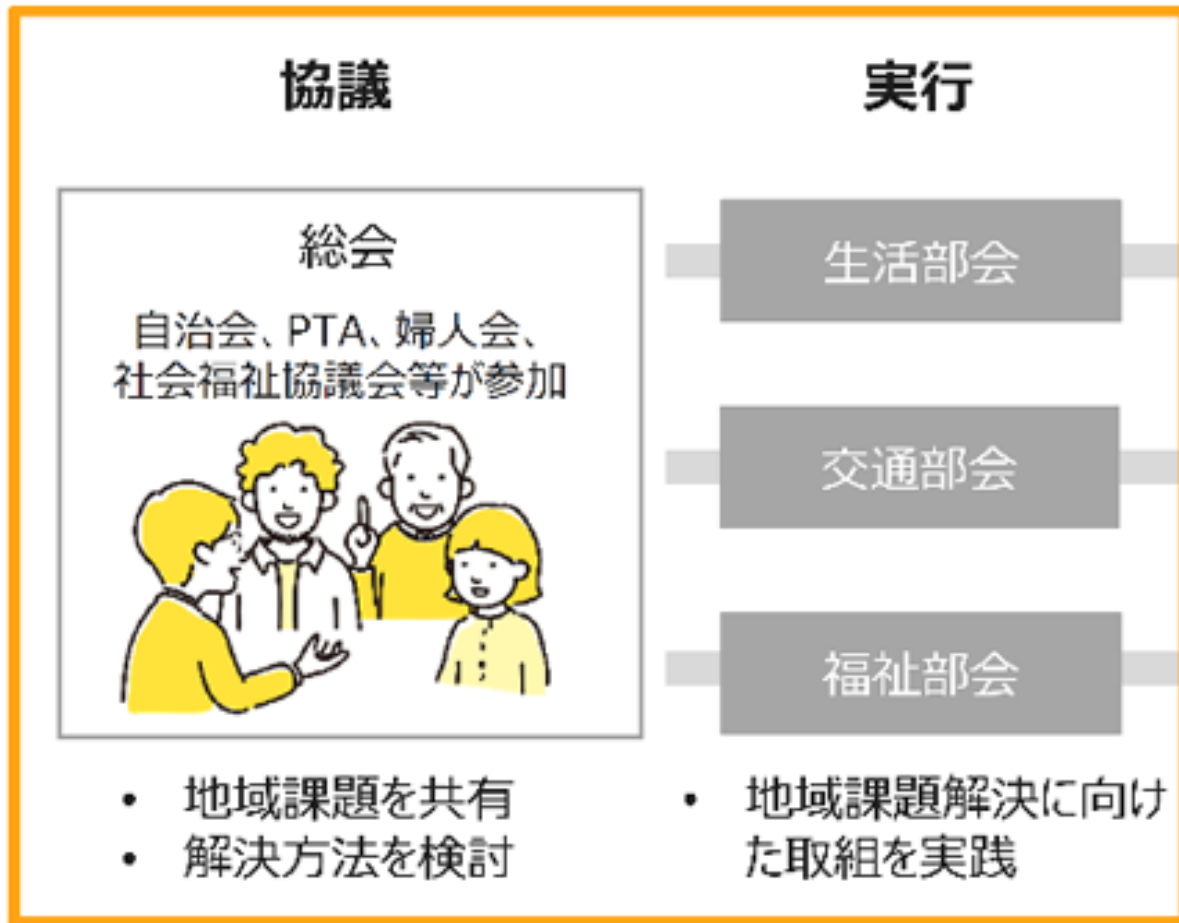 協議
総会
自治会、PTA、婦人会、
社会福祉協議会等が参加
• 地域課題を共有
• 解決方法を検討
実行
生活部会
交通部会
福祉部会
• 地域課題解決に向け
た取組を実践